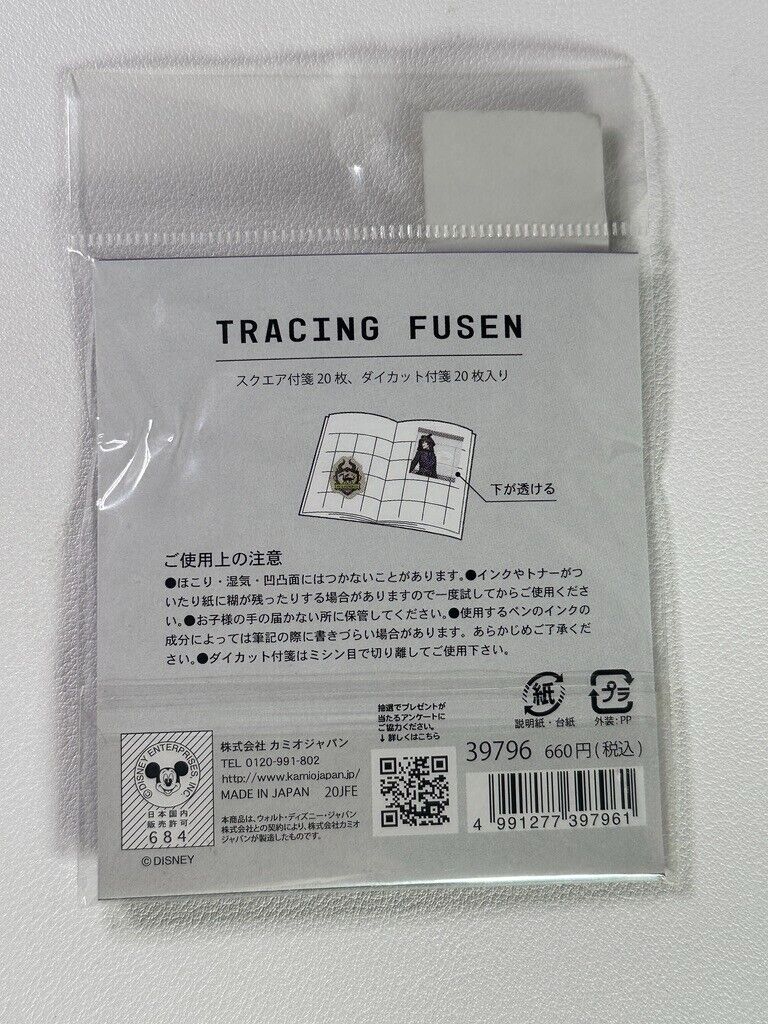 TRACING FUSEN
スクエア付箋20枚、ダイカット付箋20枚入り
下が透ける
ご使用上の注意
●ほこり・湿気・凹凸面にはつかないことがあります。●インクやトナーがつ
いたり紙に糊が残ったりする場合がありますので一度試してからご使用くださ
い。●お子様の手の届かない所に保管してください。●使用するペンのインクの
成分によっては筆記の際に書きづらい場合があります。あらかじめご了承くだ
さい。●ダイカット付箋はミシン目で切り離してご使用下さい。
紙
説明紙・台紙
プラ
外装:PP
抽選でプレゼントが
当たるアンケートに
ご協力ください。
↓詳しくはこちら
39796 660円(税込)
4 991277 397961
©DISNEY ENTERPRISES, INC
日本国内
販売許可
684
©DISNEY
株式会社 カミオジャパン
TEL 0120-991-802
http://www.kamiojapan.jp/
MADE IN JAPAN 20JFE
本商品は、ウォルト・ディズニー・ジャパン
株式会社との契約により、株式会社カミオ
ジャパンが製造したものです。